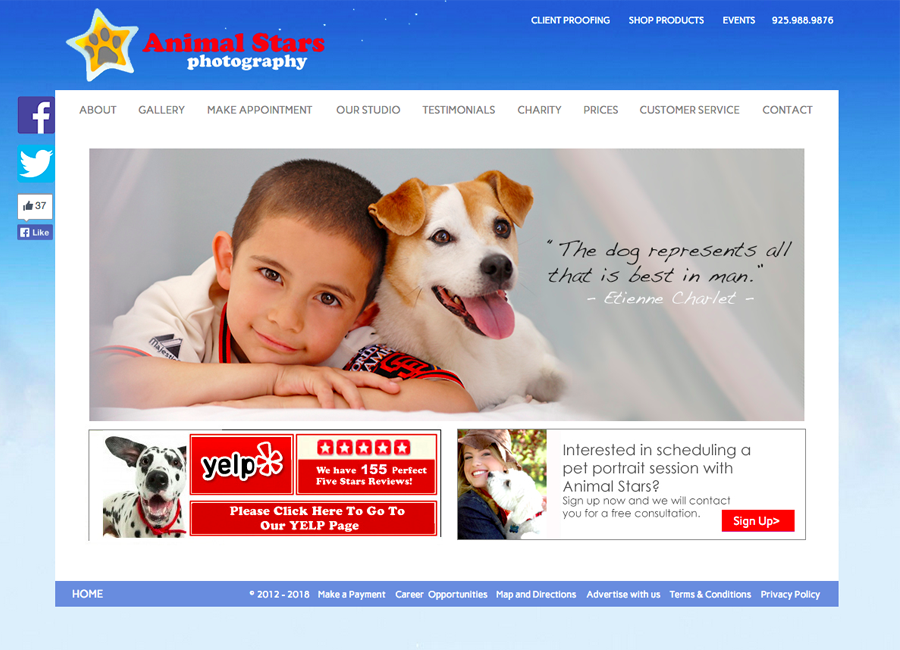 CLIENT PROOFING SHOP PRODUCTS EVENTS 925.988.9876
Animal Stars
photography
ABOUT GALLERY MAKE APPOINTMENT OUR STUDIO TESTIMONIALS CHARITY PRICES CUSTOMER SERVICE CONTACT
f
37
f Like
"The dog represents all
that is best in man."
~ Etienne Charlet ~
Majestic
yelp
We have 155 Perfect
Five Stars Reviews!
Please Click Here To Go To
Our YELP Page
Interested in scheduling a
pet portrait session with
Animal Stars?
Sign up now and we will contact
you for a free consultation.
Sign Up>
HOME © 2012 - 2018 Make a Payment Career Opportunities Map and Directions Advertise with us Terms & Conditions Privacy Policy